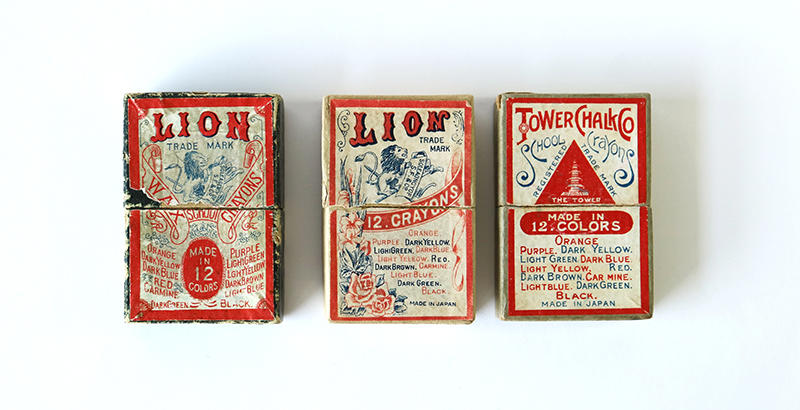 LION
TRADE MARK
WAX SCHOOL CRAYONS
MADE
IN
12
COLORS
ORANGE
DARK YELLOW
DARK BLUE
RED
CARMINE
DARK GREEN
PURPLE
LIGHT GREEN
LIGHT YELLOW
DARK BROWN
LIGHT BLUE
BLACK.
LION
TRADE
MARK
12. CRAYONS
ORANGE.
PURPLE. DARK YELLOW.
LIGHT GREEN. DARK BLUE.
LIGHT YELLOW. RED.
DARK BROWN. CARMINE.
LIGHT BLUE.
DARK GREEN.
BLACK.
MADE IN JAPAN
TOWER CHALK CO
SCHOOL Crayons
REGISTERED TRADE MARK
THE TOWER
MADE IN
12. COLORS
ORANGE
PURPLE. DARK YELLOW.
LIGHT GREEN. DARK BLUE.
LIGHT YELLOW. RED.
DARK BROWN. CARMINE.
LIGHT BLUE. DARK GREEN.
BLACK.
MADE IN JAPAN